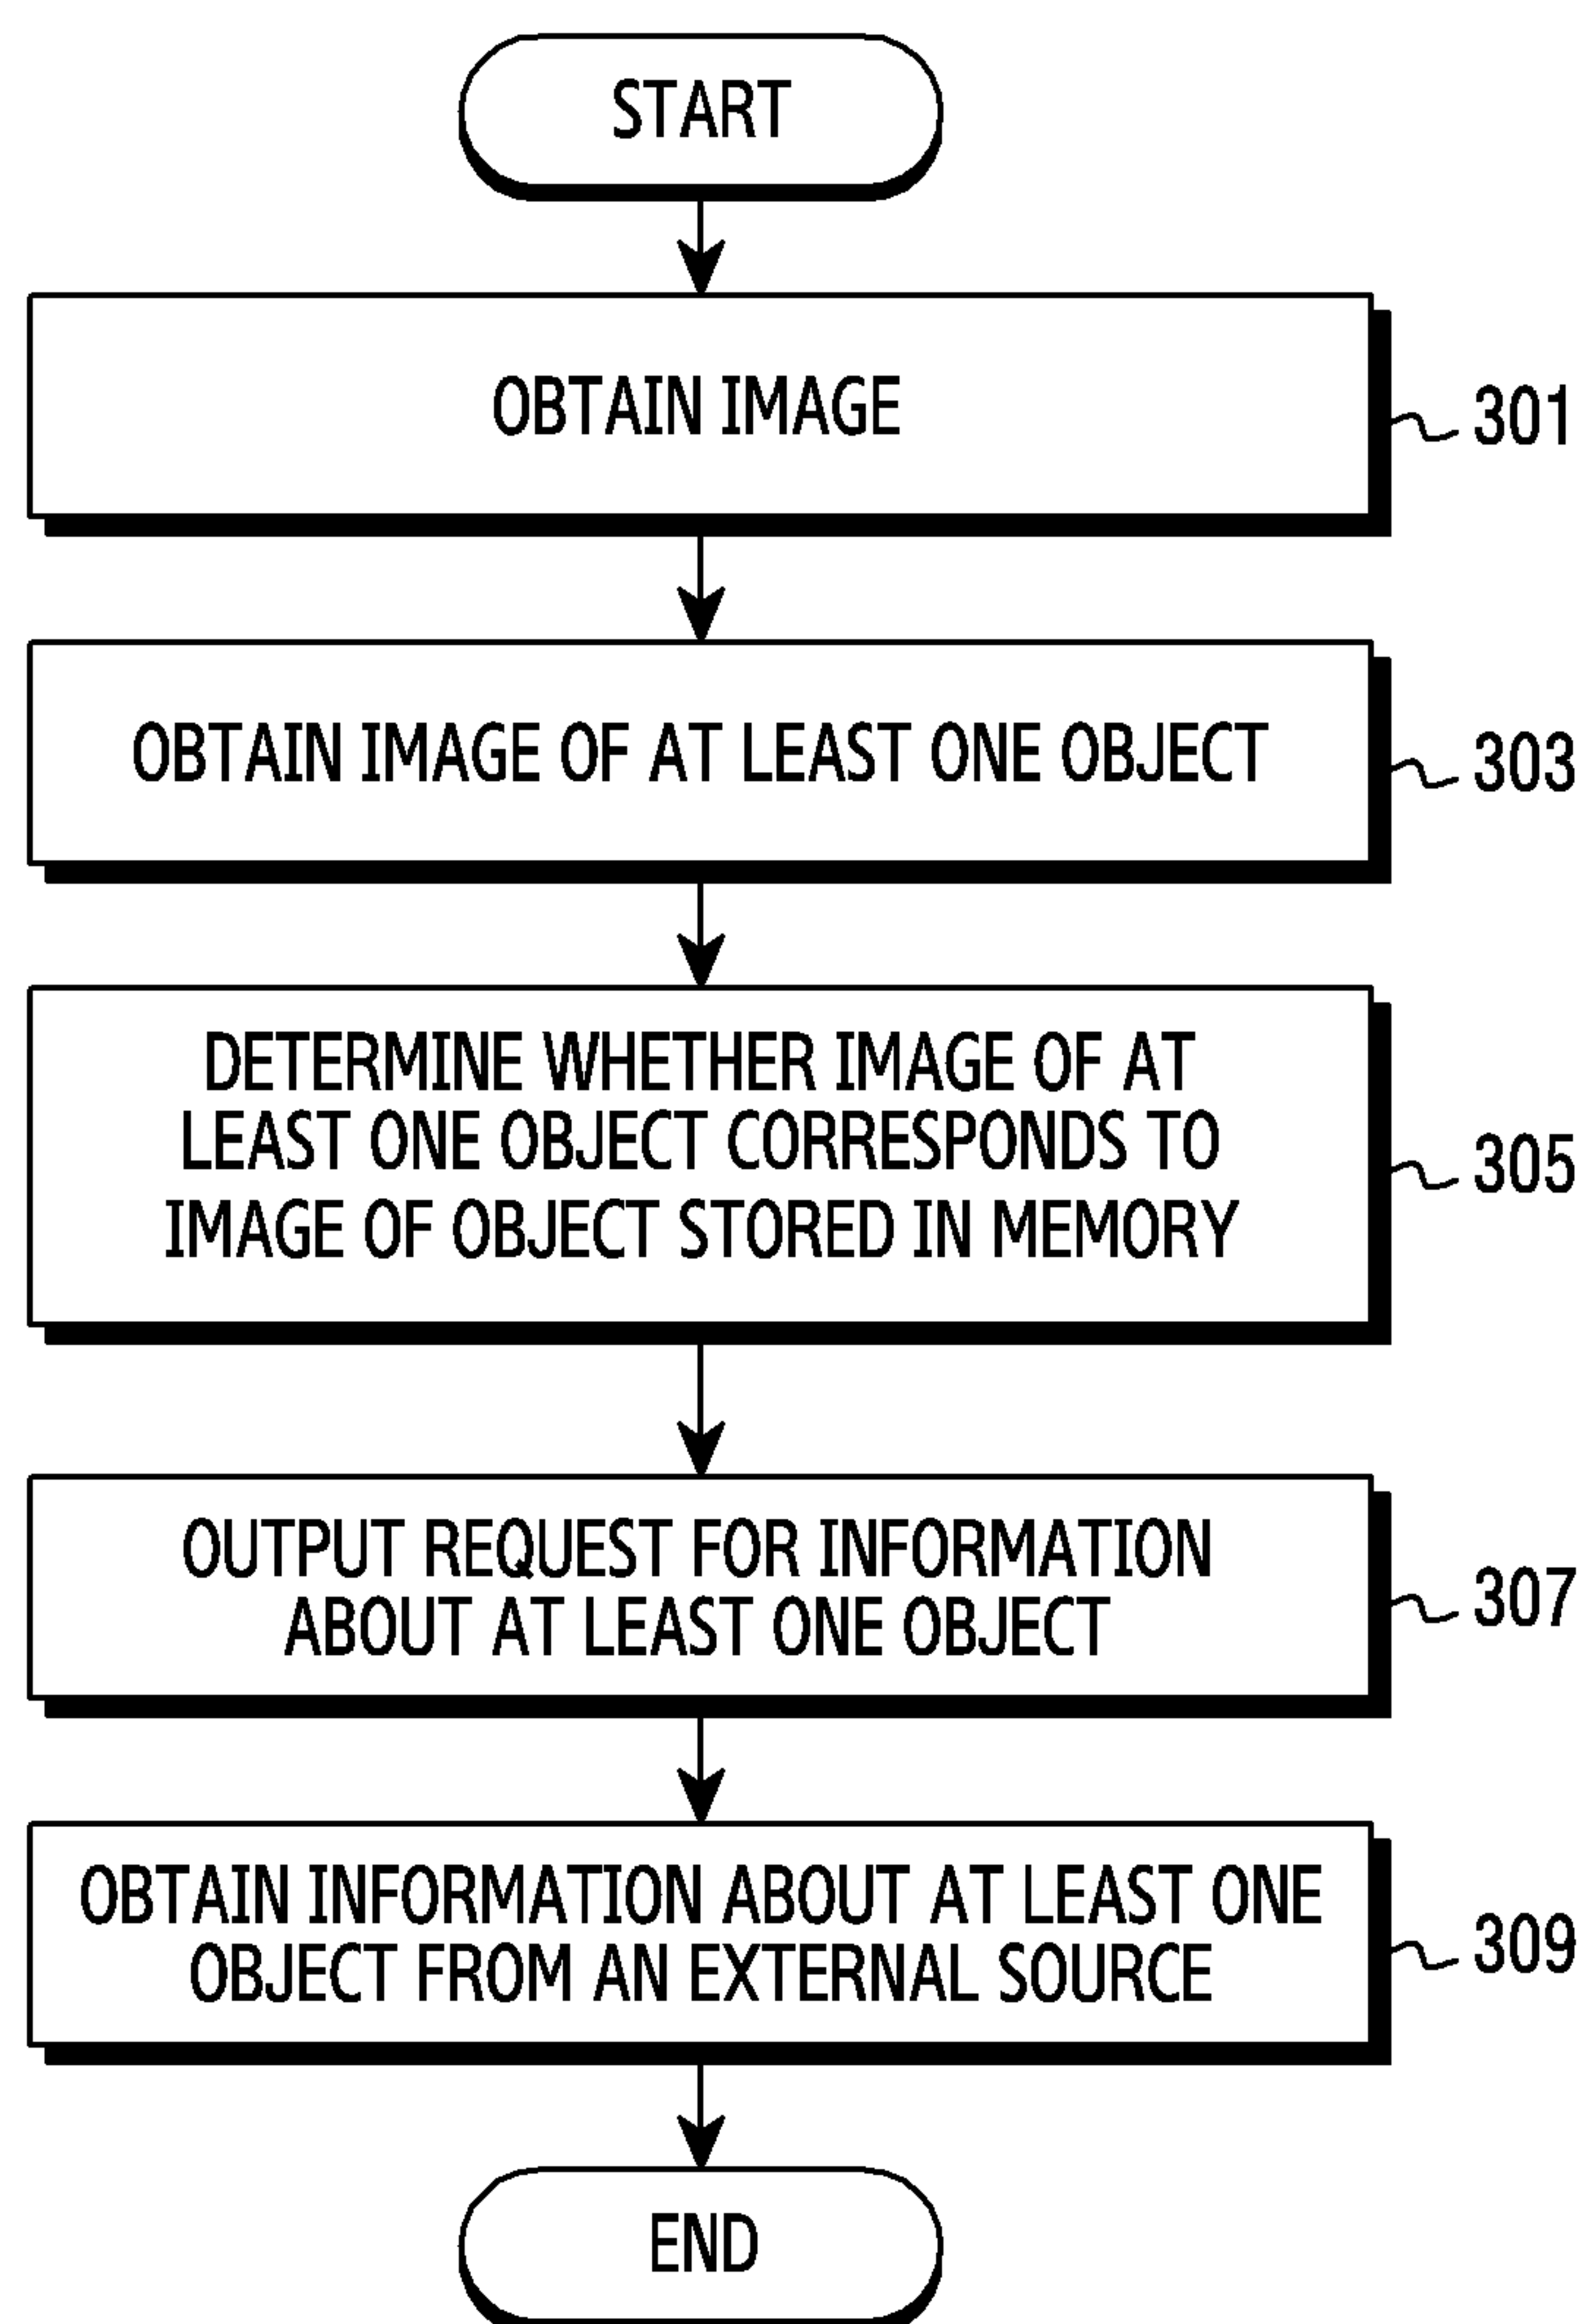 START
OBTAIN IMAGE
301
OBTAIN IMAGE OF AT LEAST ONE OBJECT
303
DETERMINE WHETHER IMAGE OF AT
LEAST ONE OBJECT CORRESPONDS TO
IMAGE OF OBJECT STORED IN MEMORY
305
OUTPUT REQUEST FOR INFORMATION
ABOUT AT LEAST ONE OBJECT
307
OBTAIN INFORMATION ABOUT AT LEAST ONE
OBJECT FROM AN EXTERNAL SOURCE
309
END